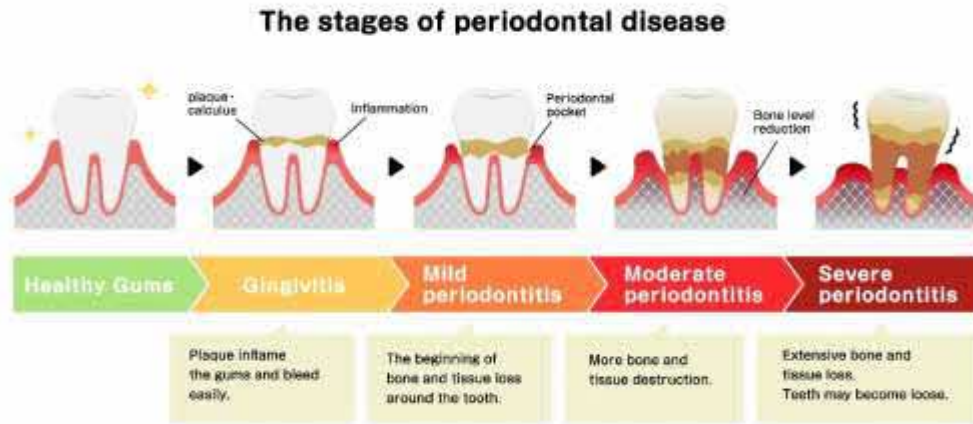 The stages of periodontal disease
plaque·
calculus
Inflammation
Periodontal
pocket
Bone level
reduction
Healthy Gums
Gingivitis
Mild
periodontitis
Moderate
periodontitis
Severe
periodontitis
Plaque inflame
the gums and bleed
easily.
The beginning of
bone and tissue loss
around the tooth.
More bone and
tissue destruction.
Extensive bone and
tissue loss.
Teeth may become loose.